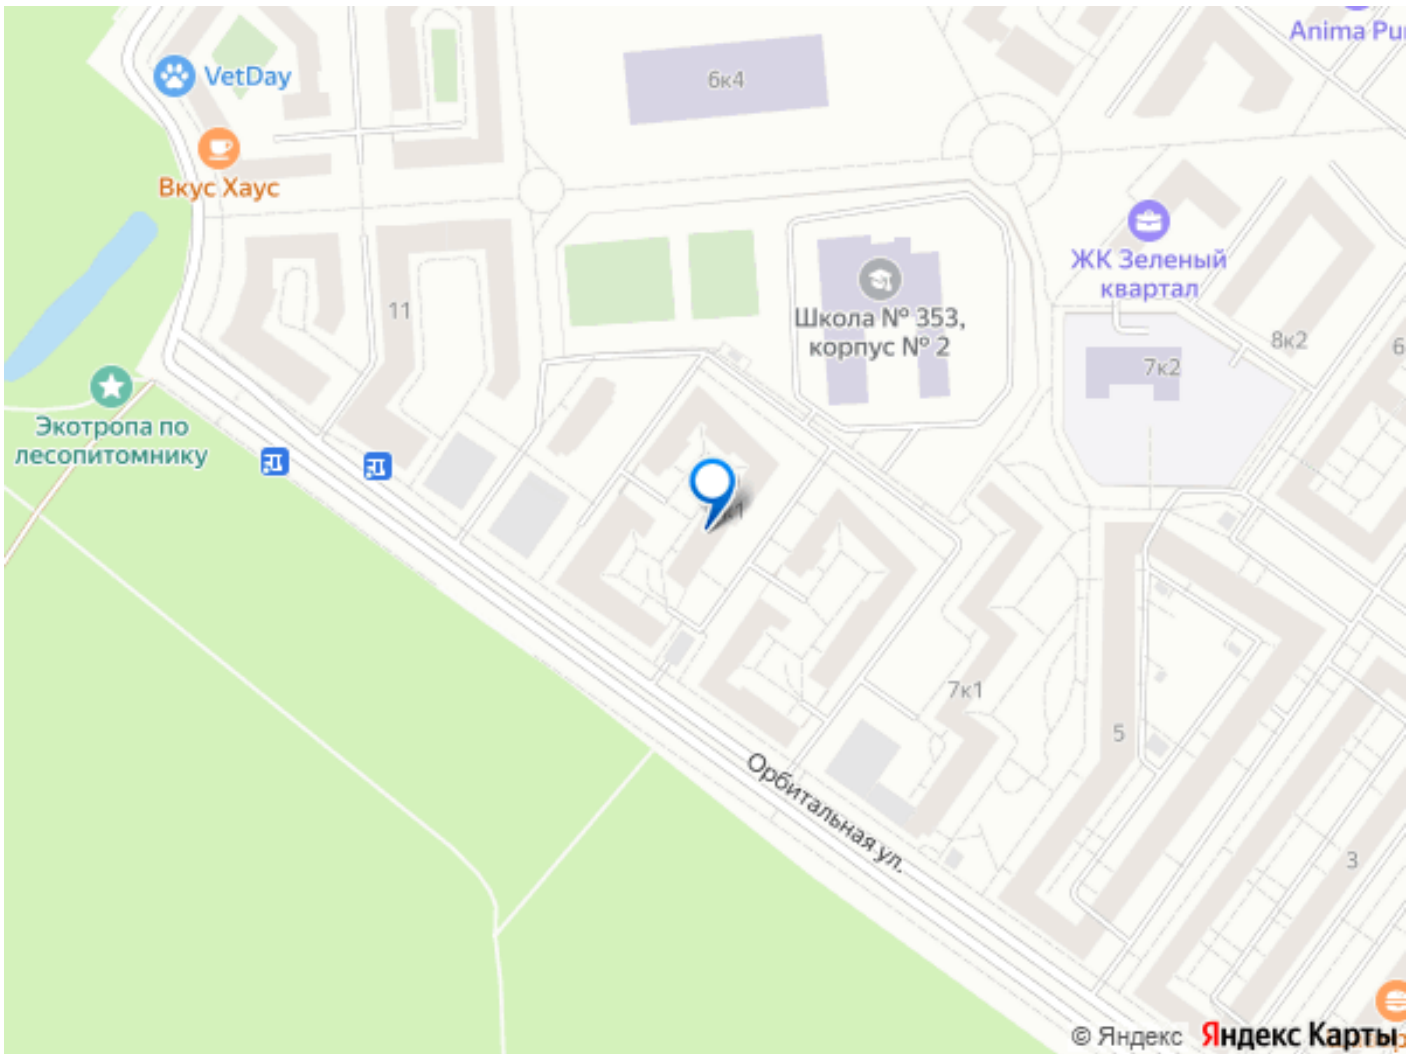 Anima Pu
VetDay
6к4
Вкус Хаус
ЖК Зеленый
квартал
11
Школа № 353,
корпус № 2
8к2
6
7к2
Экотропа по
лесопитомнику
7к1
5
Орбитальная ул.
3
© Яндекс Яндекс Карты